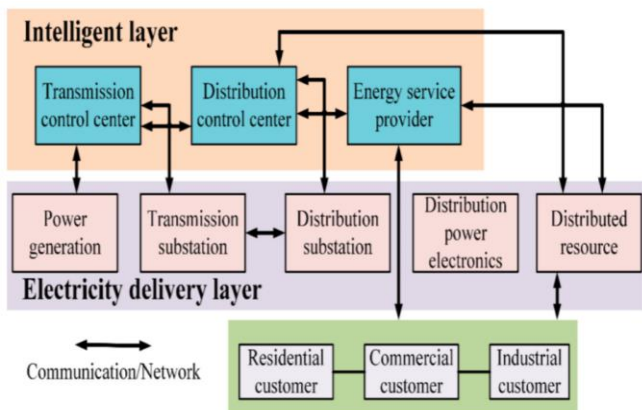 Intelligent layer
Transmission
control center
Distribution
control center
Energy service
provider
Power
generation
Transmission
substation
Distribution
substation
Distribution
power
electronics
Distributed
resource
Electricity delivery layer
Communication/Network
Residential
customer
Commercial
customer
Industrial
customer